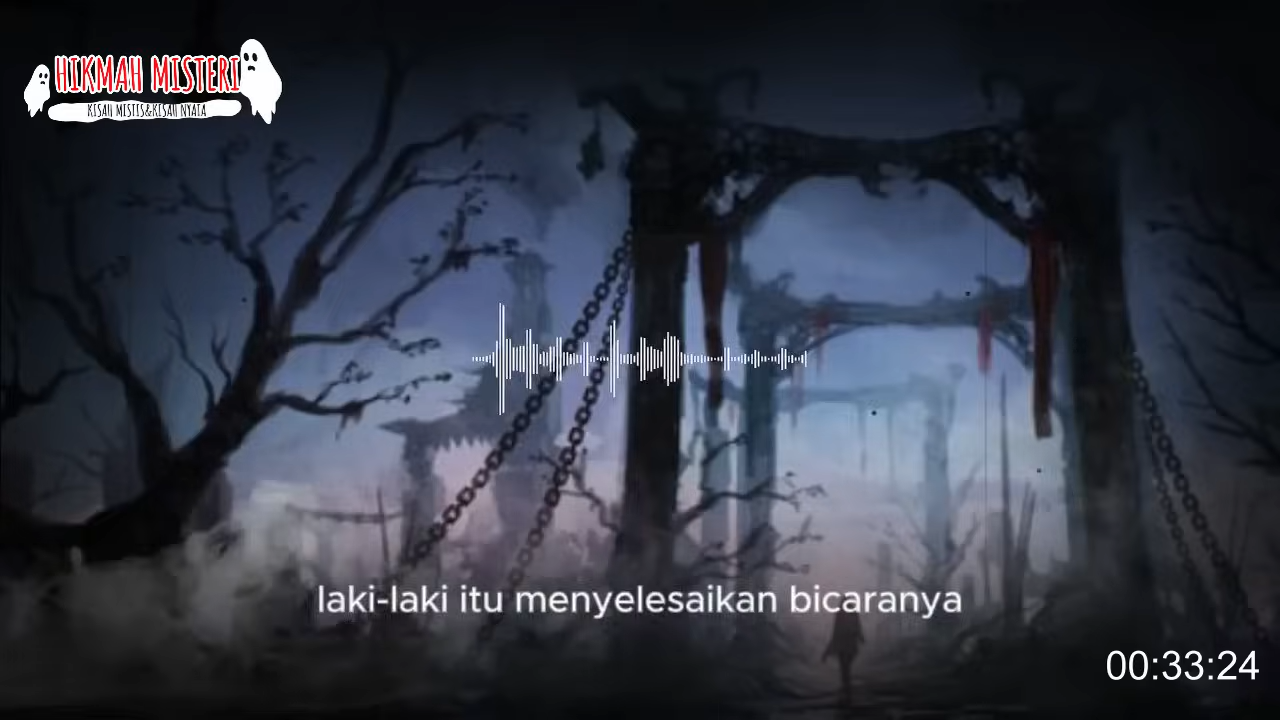 HIKMAH MISTERI
KISAH MISTIS&KISAH NYATA
laki-laki itu menyelesaikan bicaranya
00:33:24